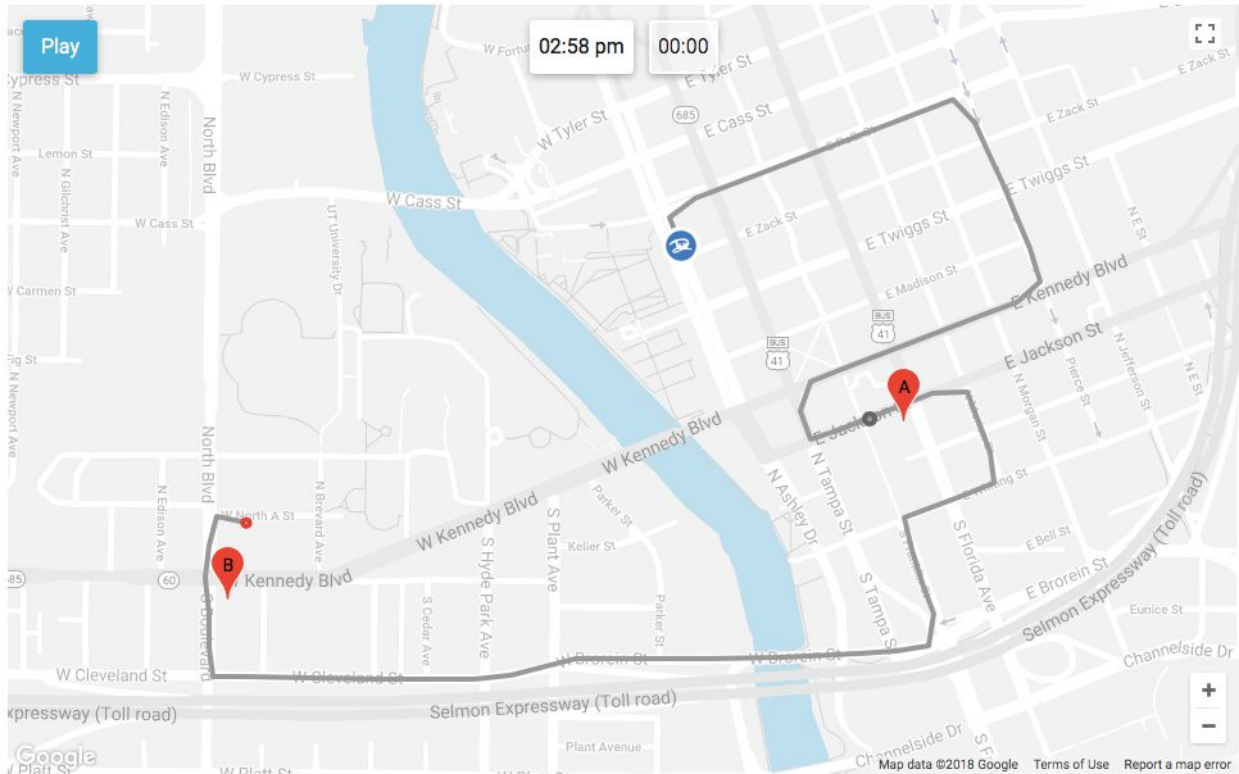 Play
02:58 pm
00:00
W Cypress St
Cypress St
E Tyler St
E Zack St
N Newport Ave
N Edison Ave
North Blvd
685
E Cass St
W Tyler St
E Zack St
Lemon St
N Gilchrist Ave
E Twiggs St
W Cass St
W Cass St
UT University Dr
E Zack St
E Twiggs St
N E St
E Madison St
E Kennedy Blvd
W Carmen St
BUS
41
BUS
41
E Jackson St
Fig St
N Newport Ave
Pierce St
N Jefferson St
N E St
A
N Morgan St
E Jackson
W Kennedy Blvd
North Blvd
N Ashley Dr
N Tampa St
E Whiting St
N Edison Ave
N Brevard Ave
W Kennedy Blvd
Parker St
W North A St
S Hyde Park Ave
S Plant Ave
Keller St
S Florida Ave
E Bell St
Selmon Expressway (Toll road)
B
685
60
W Kennedy Blvd
S Boulevard
S Cedar Ave
Parker St
S Tampa St
E Brorein St
Eunice St
W Cleveland St
W Cleveland St
W Brorein St
W Brorein St
Channelside Dr
xpressway (Toll road)
Selmon Expressway (Toll road)
+
−
Plant Avenue
Channelside Dr
Google
W Platt St
Map data ©2018 Google
Terms of Use
Report a map error